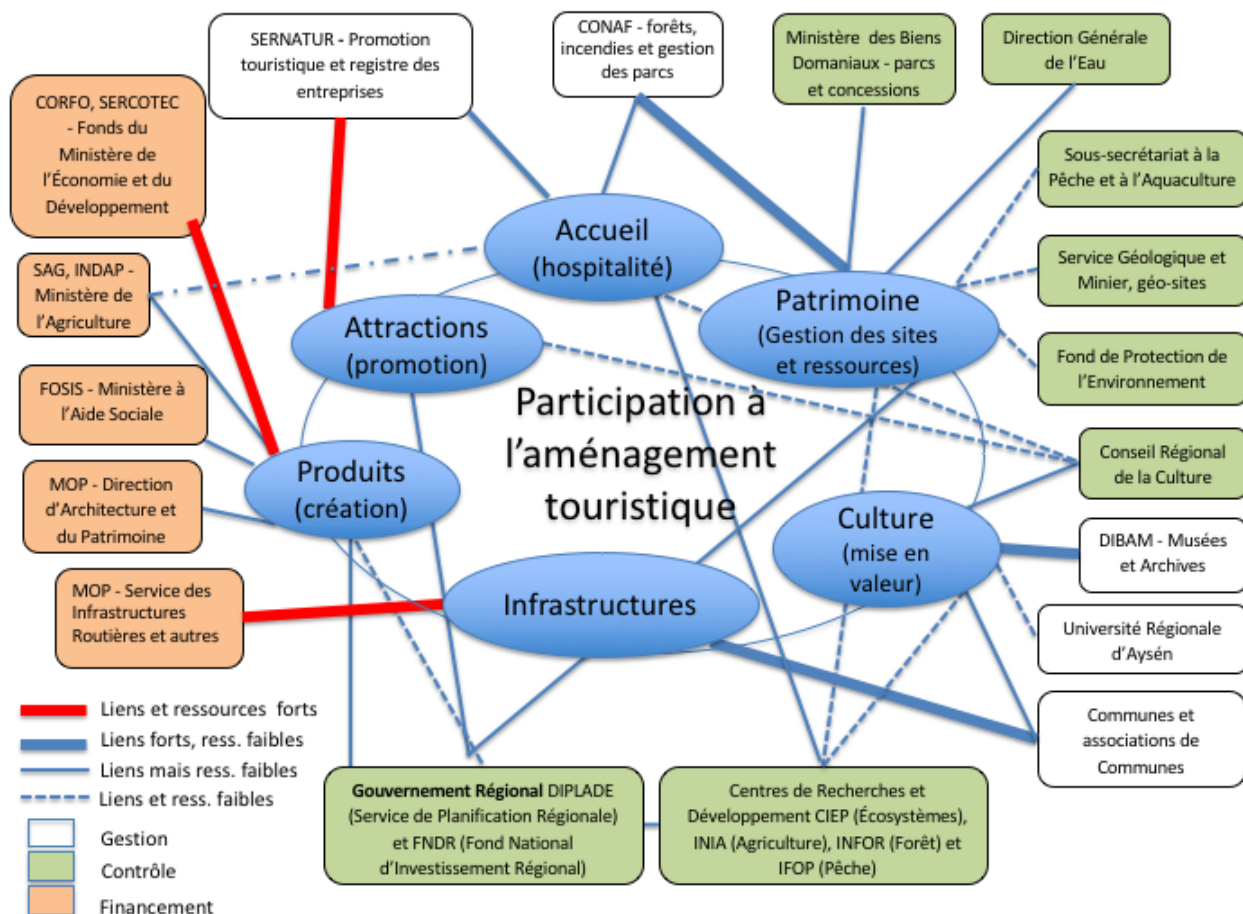 SERNATUR - Promotion
touristique et registre des
entreprises
CONAF - forêts,
incendies et gestion
des parcs
Ministère des Biens
Domaniaux - parcs
et concessions
Direction Générale
de l'Eau
CORFO, SERCOTEC
- Fonds du
Ministère de
l'Économie et du
Développement
Sous-secrétariat à la
Pêche et à l'Aquaculture
Accueil
(hospitalité)
SAG, INDAP -
Ministère de
l'Agriculture
Service Géologique et
Minier, géo-sites
Patrimoine
(Gestion des sites
et ressources)
Attractions
(promotion)
Fond de Protection de
l'Environnement
FOSIS - Ministère à
l'Aide Sociale
Participation à
l'aménagement
touristique
Conseil Régional
de la Culture
Produits
(création)
MOP - Direction
d'Architecture et
du Patrimoine
Culture
(mise en
valeur)
DIBAM - Musées
et Archives
MOP - Service des
Infrastructures
Routières et autres
Infrastructures
Université Régionale
d'Aysén
Communes et
associations de
Communes
Liens et ressources forts
Liens forts, ress. faibles
Liens mais ress. faibles
Liens et ress. faibles
Gestion
Contrôle
Financement
Gouvernement Régional DIPLADE
(Service de Planification Régionale)
et FNDR (Fond National
d'Investissement Régional)
Centres de Recherches et
Développement CIEP (Écosystèmes),
INIA (Agriculture), INFOR (Forêt) et
IFOP (Pêche)